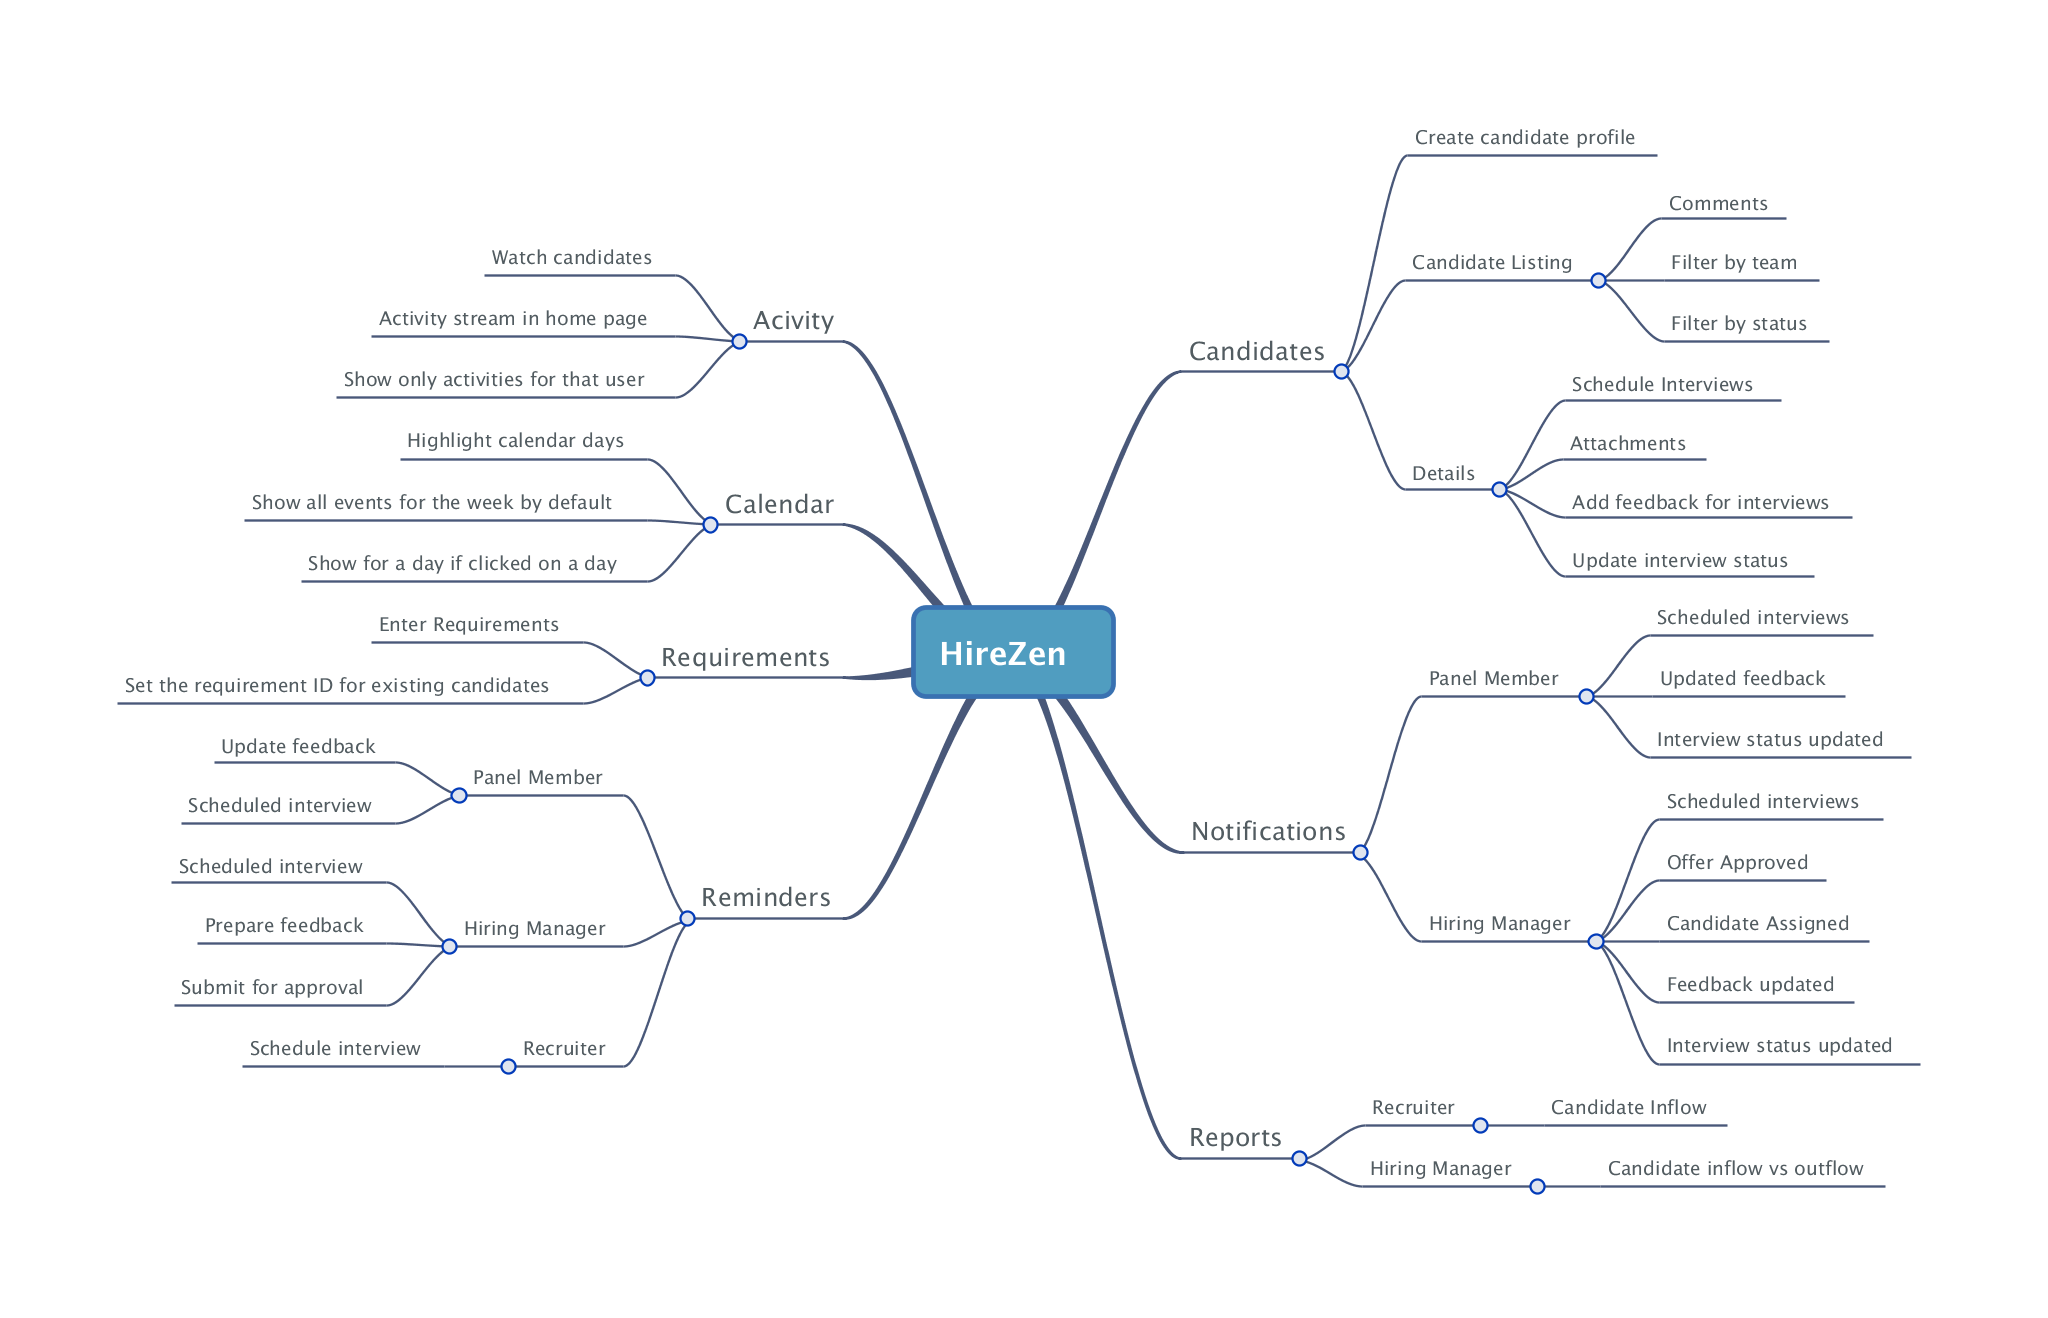 HireZen
Acivity
Watch candidates
Activity stream in home page
Show only activities for that user
Calendar
Highlight calendar days
Show all events for the week by default
Show for a day if clicked on a day
Requirements
Enter Requirements
Set the requirement ID for existing candidates
Reminders
Panel Member
Update feedback
Scheduled interview
Hiring Manager
Scheduled interview
Prepare feedback
Submit for approval
Recruiter
Schedule interview
Candidates
Create candidate profile
Candidate Listing
Comments
Filter by team
Filter by status
Details
Schedule Interviews
Attachments
Add feedback for interviews
Update interview status
Notifications
Panel Member
Scheduled interviews
Updated feedback
Interview status updated
Hiring Manager
Scheduled interviews
Offer Approved
Candidate Assigned
Feedback updated
Interview status updated
Reports
Recruiter
Candidate Inflow
Hiring Manager
Candidate inflow vs outflow